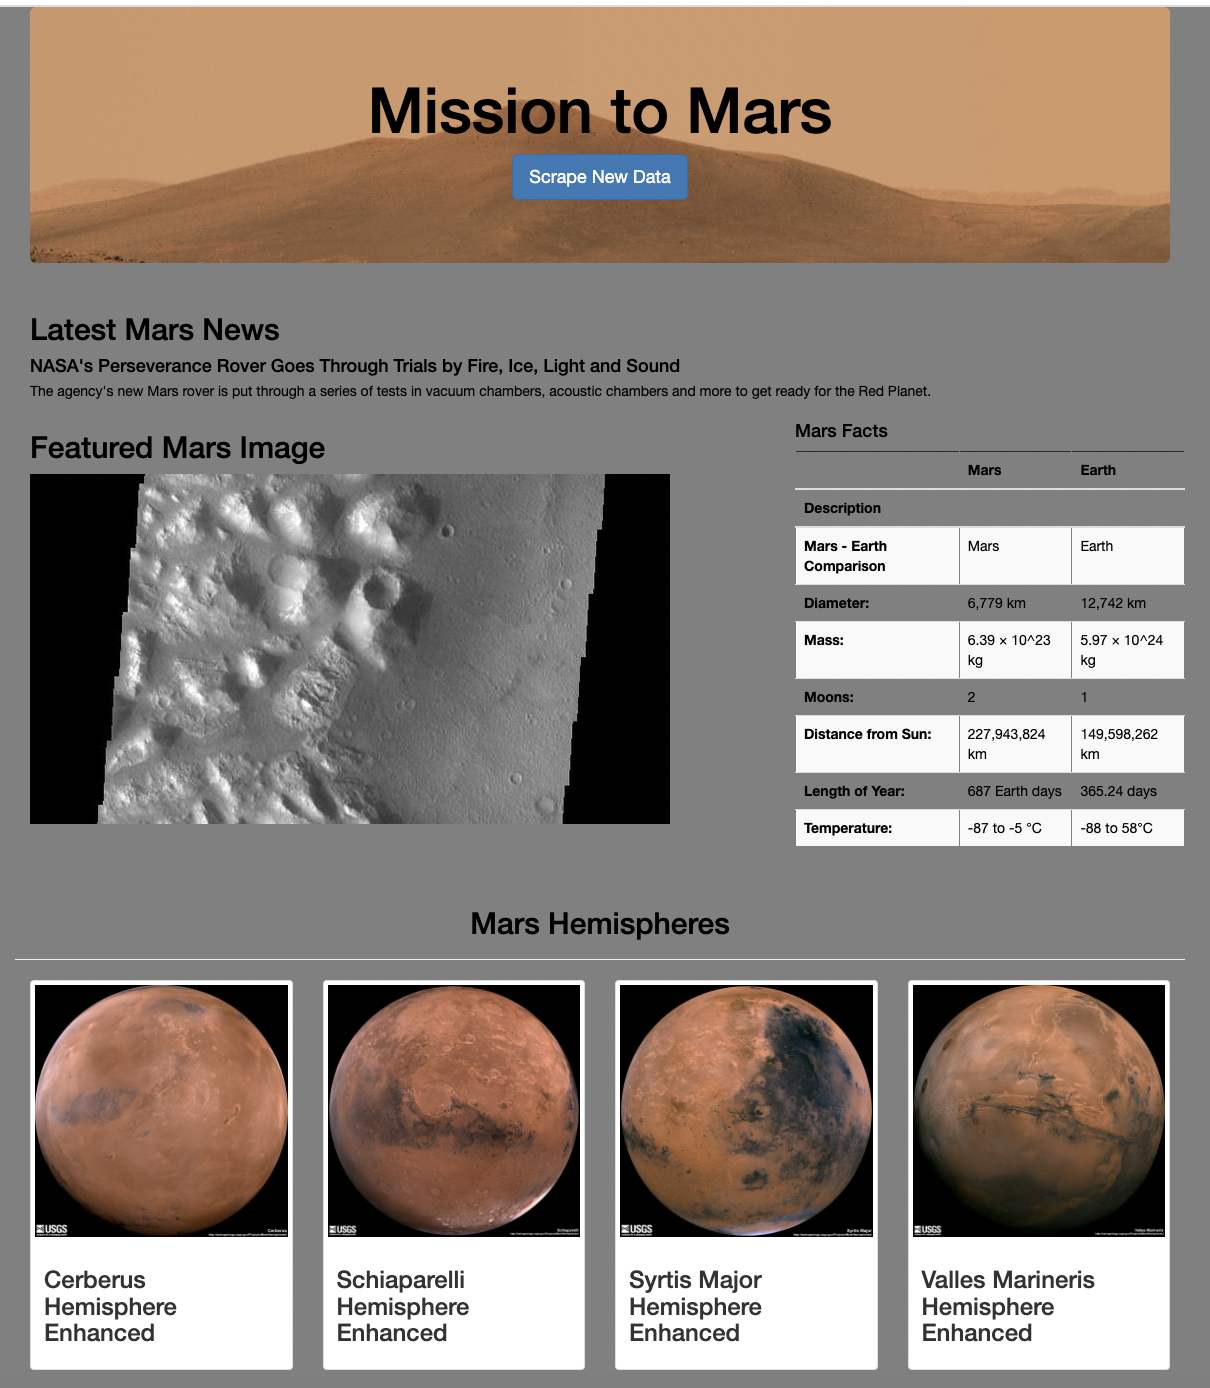 Mission to Mars
Scrape New Data
Latest Mars News
NASA's Perseverance Rover Goes Through Trials by Fire, Ice, Light and Sound
The agency's new Mars rover is put through a series of tests in vacuum chambers, acoustic chambers and more to get ready for the Red Planet.
Featured Mars Image
Mars Facts
Mars Earth
Description
Mars - Earth Comparison Mars Earth
Diameter: 6,779 km 12,742 km
Mass: 6.39 × 10^23 kg 5.97 × 10^24 kg
Moons: 2 1
Distance from Sun: 227,943,824 km 149,598,262 km
Length of Year: 687 Earth days 365.24 days
Temperature: -87 to -5 °C -88 to 58°C
Mars Hemispheres
USGS Cerberus
USGS Schiaparelli
USGS Syrtis Major
USGS Valles Marineris
Cerberus
Hemisphere
Enhanced
Schiaparelli
Hemisphere
Enhanced
Syrtis Major
Hemisphere
Enhanced
Valles Marineris
Hemisphere
Enhanced